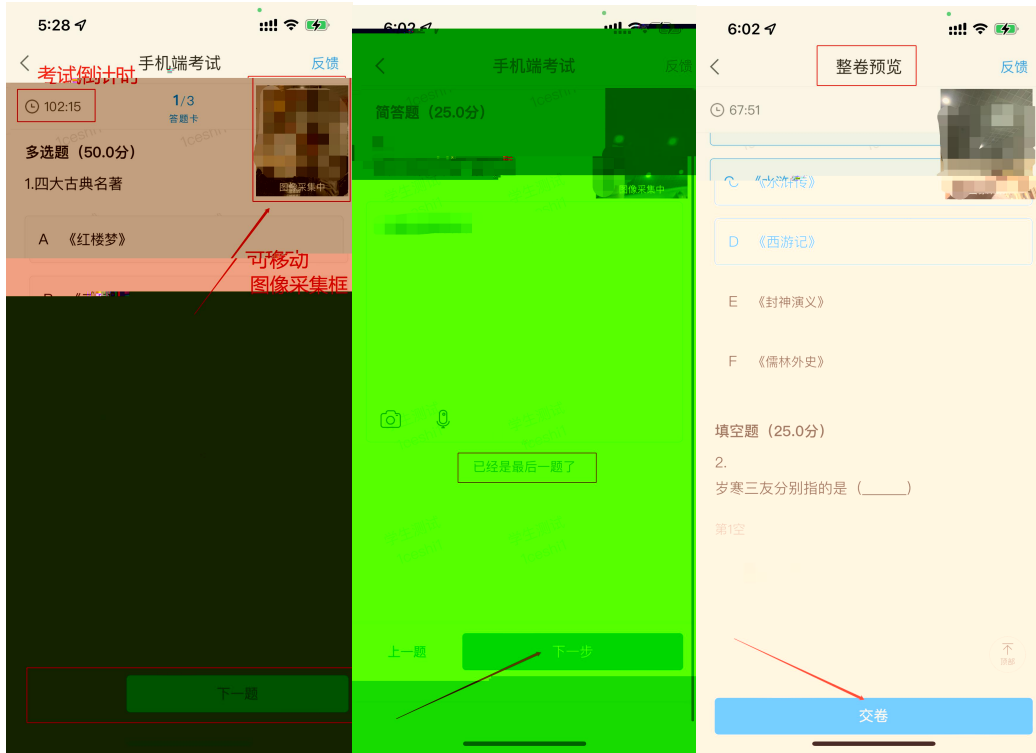 5:28
手机端考试
反馈
考试倒计时
102:15
1/3
答题卡
1ceshi
1ceshi
多选题（50.0分）
1.四大古典名著
图像采集中
A 《红楼梦》
可移动
图像采集框
下一题
6:02
手机端考试
反馈
简答题（25.0分）
1ceshi
图像采集中
已经是最后一题了
上一题
下一步
6:02
整卷预览
反馈
67:51
C 《水浒传》
D 《西游记》
E 《封神演义》
F 《儒林外史》
填空题（25.0分）
2.
岁寒三友分别指的是（______）
第1空
顶部
交卷